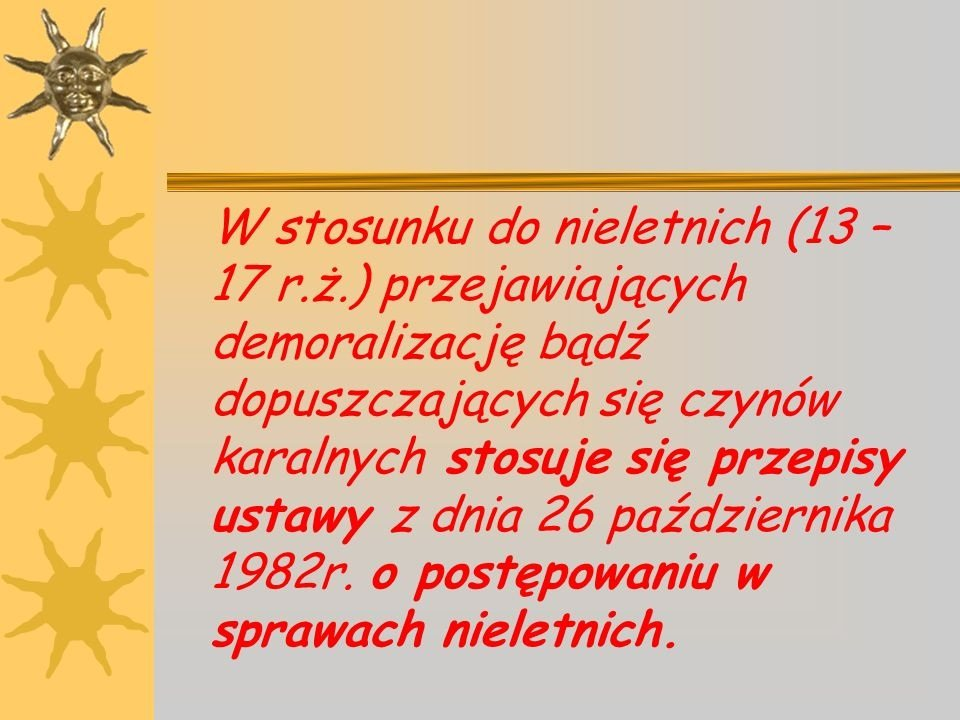 W stosunku do nieletnich (13 –
17 r.ż.) przejawiających
demoralizację bądź
dopuszczających się czynów
karalnych stosuje się przepisy
ustawy z dnia 26 października
1982r. o postępowaniu w
sprawach nieletnich.